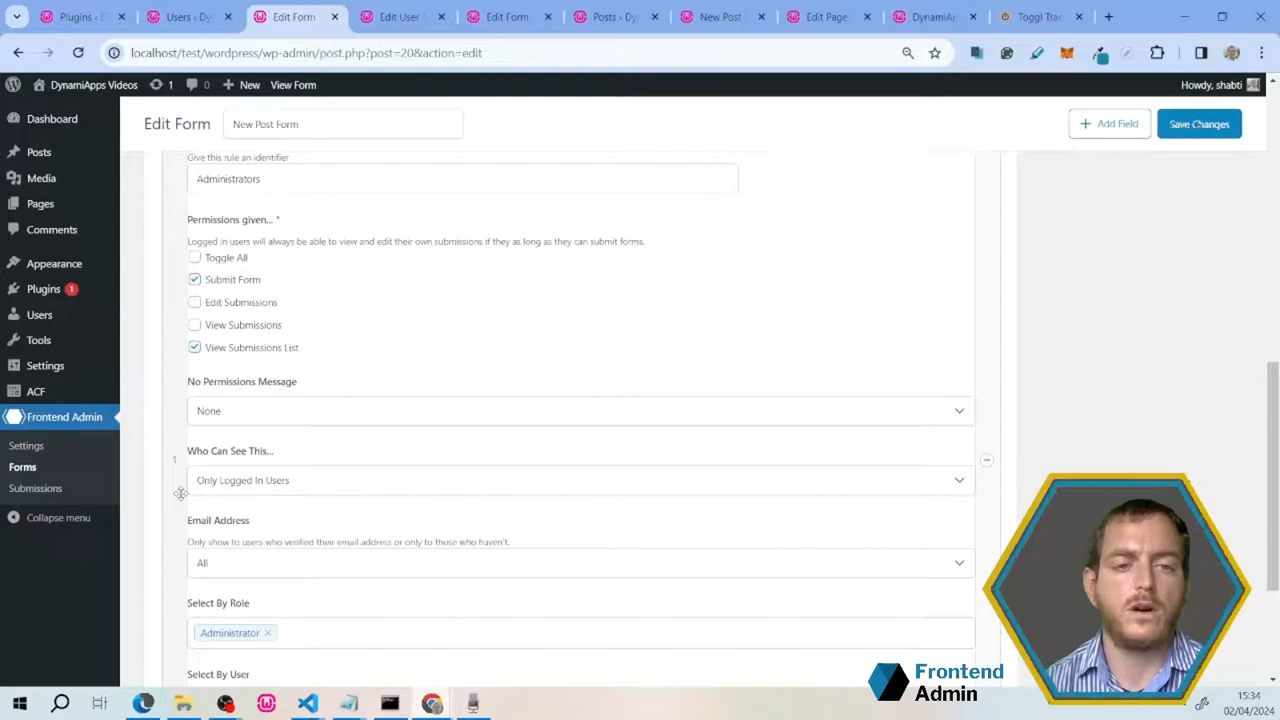 Plugins
Users ‹ Dy
Edit Form
Edit User
Edit Form
Posts ‹ Dy
New Post
Edit Page
DynamiA
Toggl Trac
localhost/test/wordpress/wp-admin/post.php?post=20&action=edit
DynamiApps Videos
1
0
New
View Form
Howdy, shabti
Dashboard
Posts
Media
Pages
Comments
Appearance
Plugins 1
Users
Tools
Settings
ACF
Frontend Admin
Settings
Forms
Submissions
Collapse menu
Edit Form
New Post Form
Add Field
Save Changes
Give this rule an identifier
Administrators
Permissions given... *
Logged in users will always be able to view and edit their own submissions if they as long as they can submit forms.
Toggle All
Submit Form
Edit Submissions
View Submissions
View Submissions List
No Permissions Message
None
Who Can See This...
1
Only Logged In Users
Email Address
Only show to users who verified their email address or only to those who haven't.
All
Select By Role
Administrator ×
Select By User
Frontend
Admin
15:34
02/04/2024